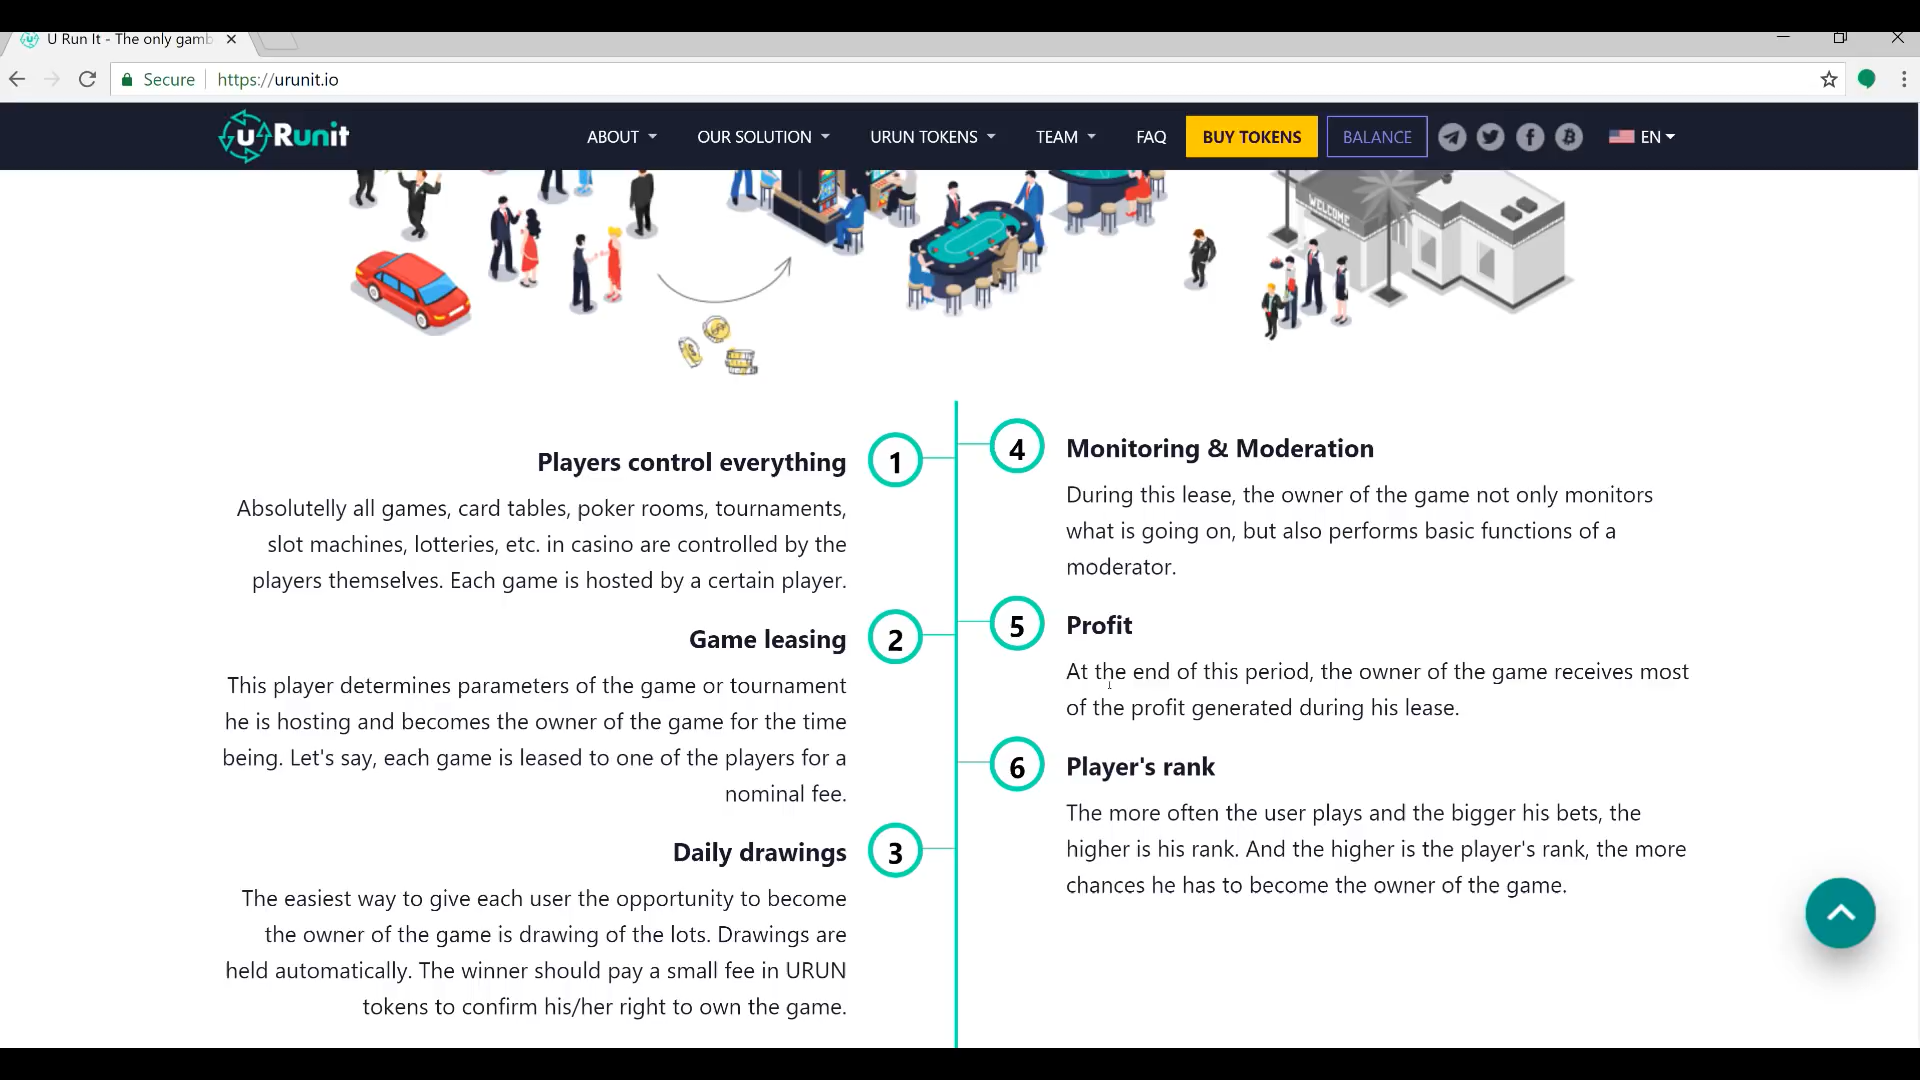 U Run It - The only gamb
Secure
https://urunit.io
uRunit
ABOUT
OUR SOLUTION
URUN TOKENS
TEAM
FAQ
BUY TOKENS
BALANCE
EN
WELCOME
1
Players control everything
Absolutelly all games, card tables, poker rooms, tournaments,
slot machines, lotteries, etc. in casino are controlled by the
players themselves. Each game is hosted by a certain player.
2
Game leasing
This player determines parameters of the game or tournament
he is hosting and becomes the owner of the game for the time
being. Let's say, each game is leased to one of the players for a
nominal fee.
3
Daily drawings
The easiest way to give each user the opportunity to become
the owner of the game is drawing of the lots. Drawings are
held automatically. The winner should pay a small fee in URUN
tokens to confirm his/her right to own the game.
4
Monitoring & Moderation
During this lease, the owner of the game not only monitors
what is going on, but also performs basic functions of a
moderator.
5
Profit
At the end of this period, the owner of the game receives most
of the profit generated during his lease.
6
Player's rank
The more often the user plays and the bigger his bets, the
higher is his rank. And the higher is the player's rank, the more
chances he has to become the owner of the game.